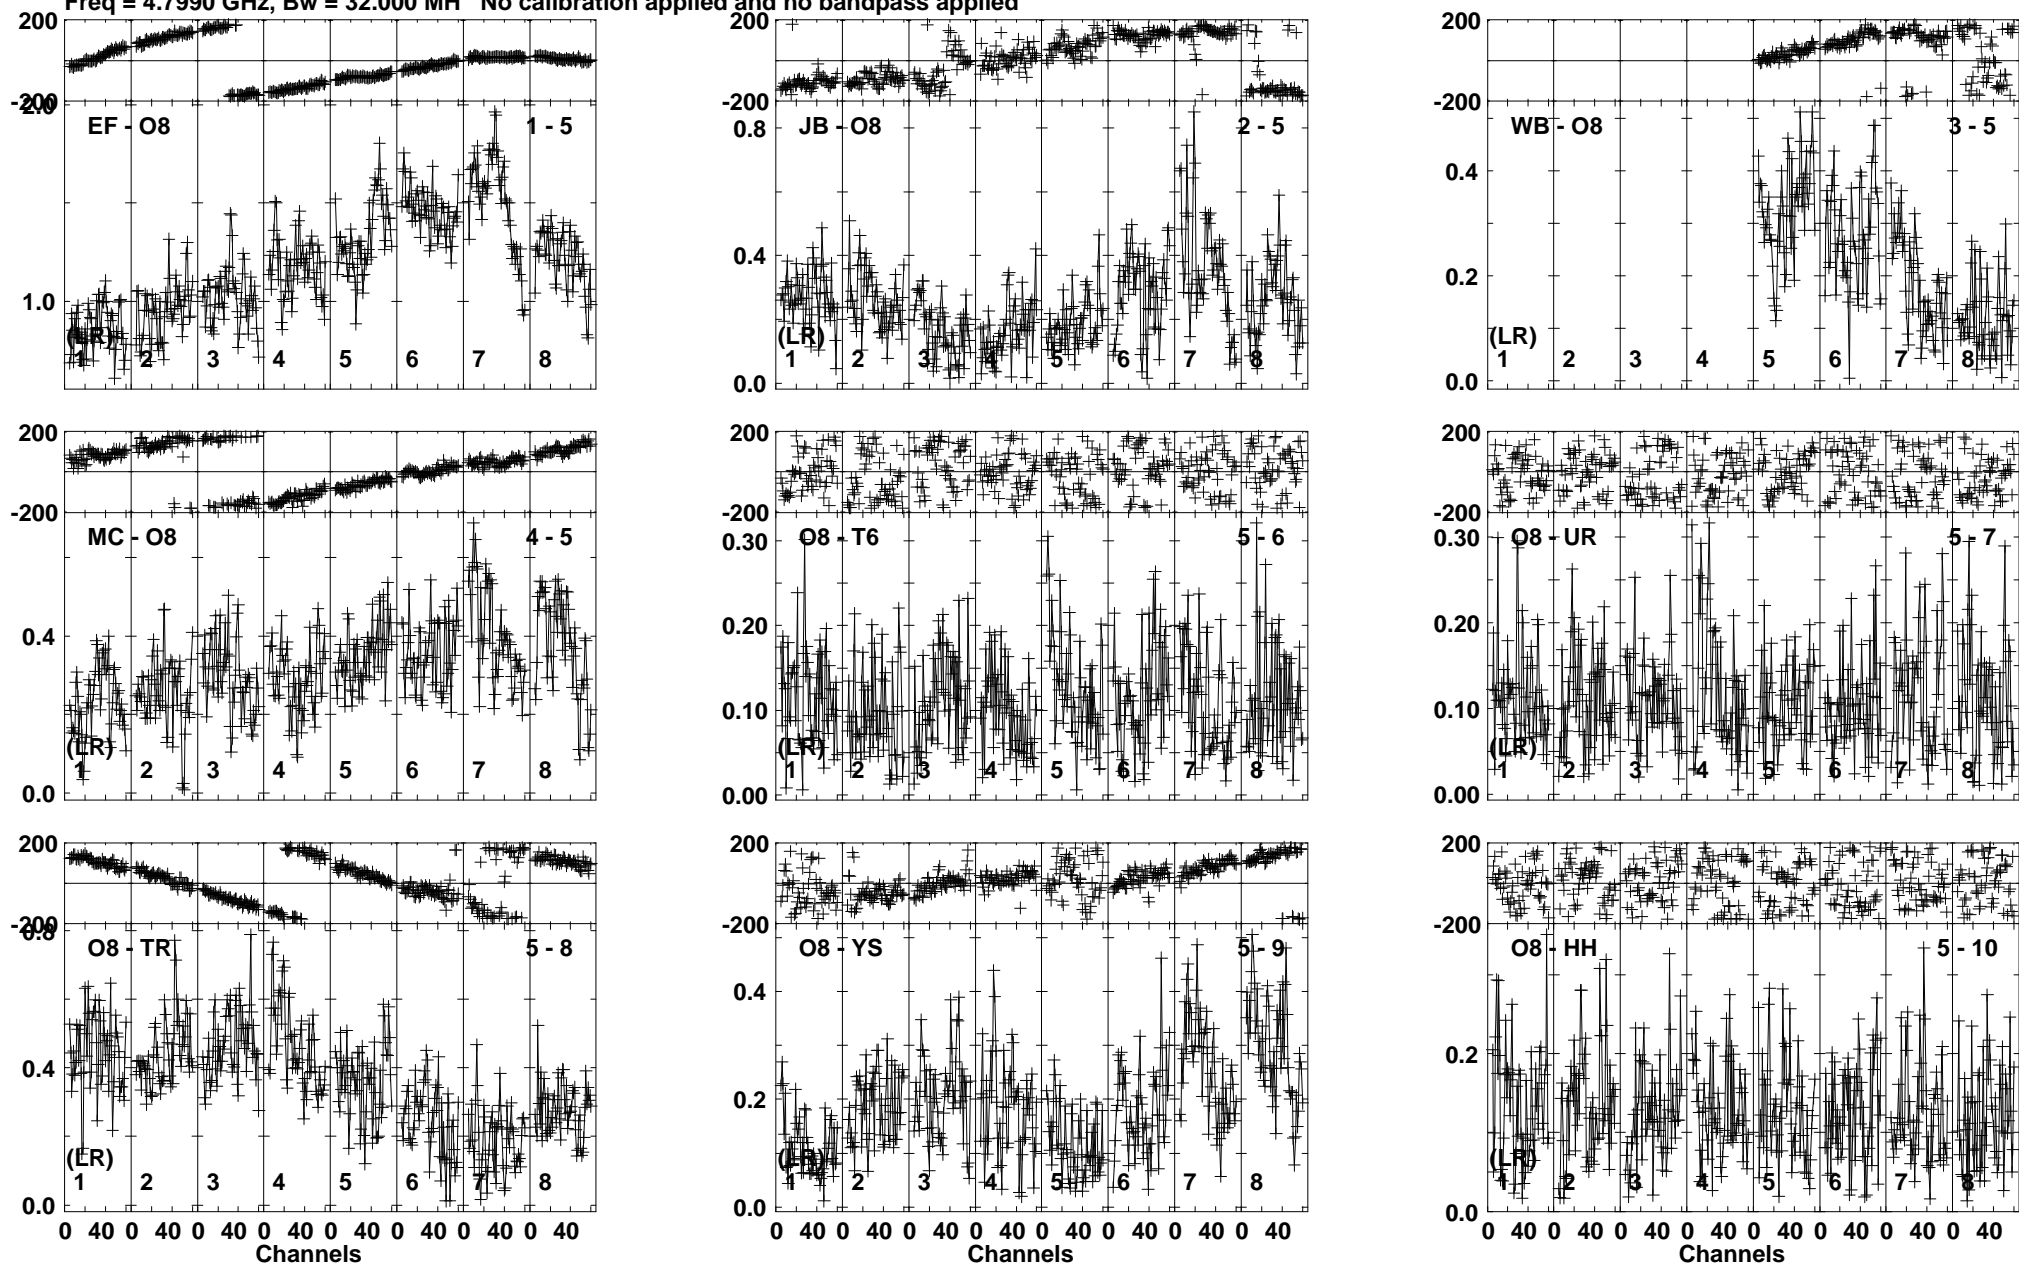 Freq = 4.7990 GHz, Bw = 32.000 MH   No calibration applied and no bandpass applied
200
-200
2.0
1.0
EF - O8
1 - 5
(LR)
1 2 3 4 5 6 7 8
200
-200
0.8
0.4
0.0
JB - O8
2 - 5
(LR)
1 2 3 4 5 6 7 8
200
-200
0.4
0.2
0.0
WB - O8
3 - 5
(LR)
1 2 3 4 5 6 7 8
200
-200
0.4
0.0
MC - O8
4 - 5
(LR)
1 2 3 4 5 6 7 8
200
-200
0.30
0.20
0.10
0.00
O8 - T6
5 - 6
(LR)
1 2 3 4 5 6 7 8
200
-200
0.30
0.20
0.10
0.00
O8 - UR
5 - 7
(LR)
1 2 3 4 5 6 7 8
200
-200
0.8
0.4
0.0
O8 - TR
5 - 8
(LR)
1 2 3 4 5 6 7 8
0 40 0 40 0 40 0 40 0 40 0 40 0 40 0 40
Channels
200
-200
0.4
0.2
0.0
O8 - YS
5 - 9
(LR)
1 2 3 4 5 6 7 8
0 40 0 40 0 40 0 40 0 40 0 40 0 40 0 40
Channels
200
-200
0.2
0.0
O8 - HH
5 - 10
(LR)
1 2 3 4 5 6 7 8
0 40 0 40 0 40 0 40 0 40 0 40 0 40 0 40
Channels